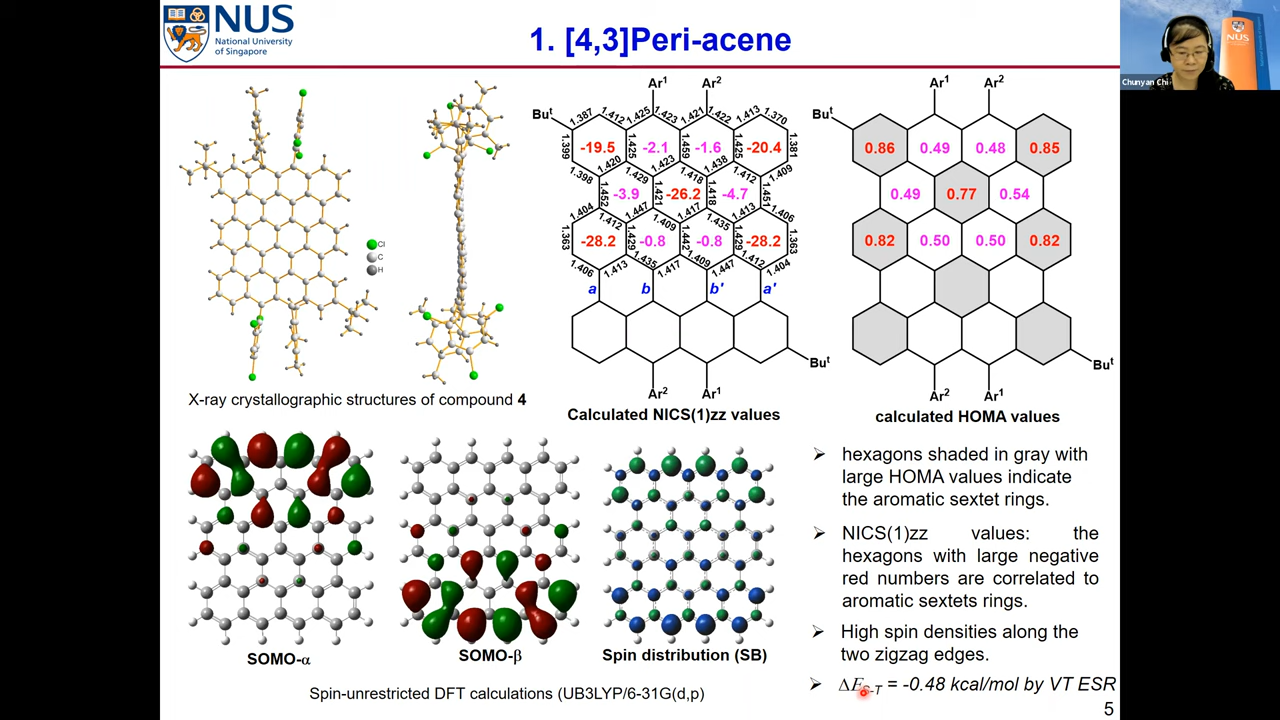 NUS
National University
of Singapore
1. [4,3]Peri-acene
Chunyan Chi
Cl
C
H
X-ray crystallographic structures of compound 4
Ar1 Ar2
But
1.387 1.412 1.425 1.423 1.421 1.422 1.413 1.370
1.399 -19.5 1.425 -2.1 1.459 -1.6 1.425 -20.4 1.381
1.398 1.420 1.429 1.423 1.418 1.438 1.412 1.409
1.452 -3.9 1.421 -26.2 1.418 -4.7 1.451
1.404 1.412 1.447 1.409 1.417 1.435 1.413 1.406
1.363 -28.2 1.429 -0.8 1.442 -0.8 1.429 -28.2 1.363
1.406 1.413 1.435 1.417 1.409 1.447 1.412 1.404
a b b' a'
But
Ar2 Ar1
Calculated NICS(1)zz values
Ar1 Ar2
But
0.86 0.49 0.48 0.85
0.49 0.77 0.54
0.82 0.50 0.50 0.82
But
Ar2 Ar1
calculated HOMA values
SOMO-α
SOMO-β
Spin distribution (SB)
Spin-unrestricted DFT calculations (UB3LYP/6-31G(d,p)
➢ hexagons shaded in gray with
large HOMA values indicate
the aromatic sextet rings.
➢ NICS(1)zz values: the
hexagons with large negative
red numbers are correlated to
aromatic sextets rings.
➢ High spin densities along the
two zigzag edges.
➢ ΔES-T = -0.48 kcal/mol by VT ESR
5